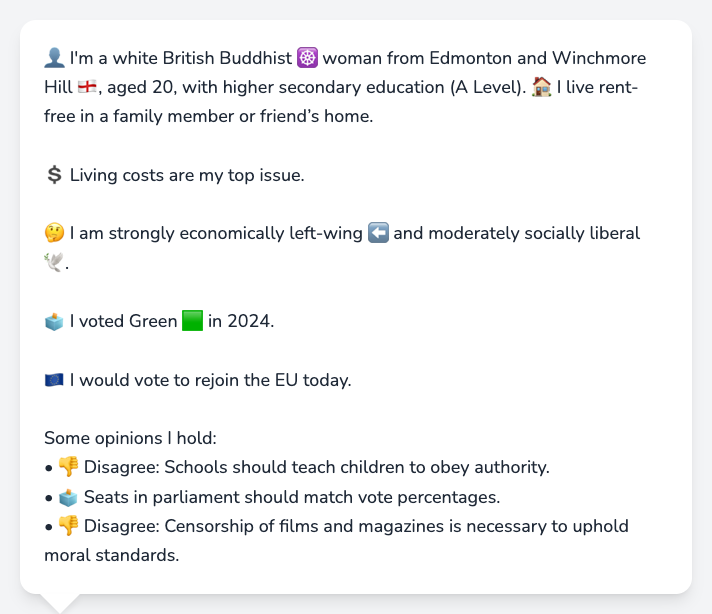 👤 I'm a white British Buddhist ☸️ woman from Edmonton and Winchmore
Hill 🏴󠁧󠁢󠁥󠁮󠁧󠁿, aged 20, with higher secondary education (A Level). 🏠 I live rent-
free in a family member or friend’s home.
💲 Living costs are my top issue.
🤔 I am strongly economically left-wing ⬅️ and moderately socially liberal
🕊️.
🗳️ I voted Green 🟩 in 2024.
🇪🇺 I would vote to rejoin the EU today.
Some opinions I hold:
• 👎 Disagree: Schools should teach children to obey authority.
• 🗳️ Seats in parliament should match vote percentages.
• 👎 Disagree: Censorship of films and magazines is necessary to uphold
moral standards.